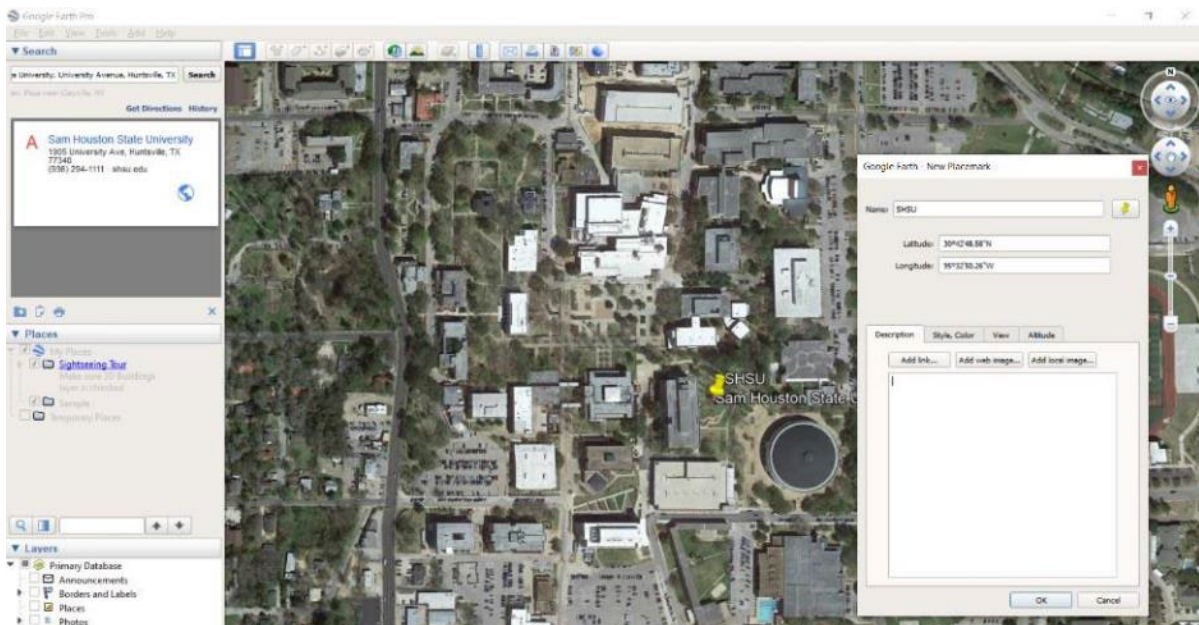 Google Earth Pro
File Edit View Tools Add Help
Search
e University, University Avenue, Huntsville, TX
Search
Get Directions History
A
Sam Houston State University
1905 University Ave, Huntsville, TX
77340
(936) 294-1111 shsu.edu
Places
My Places
Sightseeing Tour
Make sure 3D Buildings
layer is checked
Sample
Temporary Places
Layers
Primary Database
Announcements
Borders and Labels
Places
Photos
SHSU
Sam Houston State U
N
Google Earth - New Placemark
Name: SHSU
Latitude: 30°42'48.88"N
Longitude: 95°32'50.26"W
Description Style, Color View Altitude
Add link... Add web image... Add local image...
OK Cancel